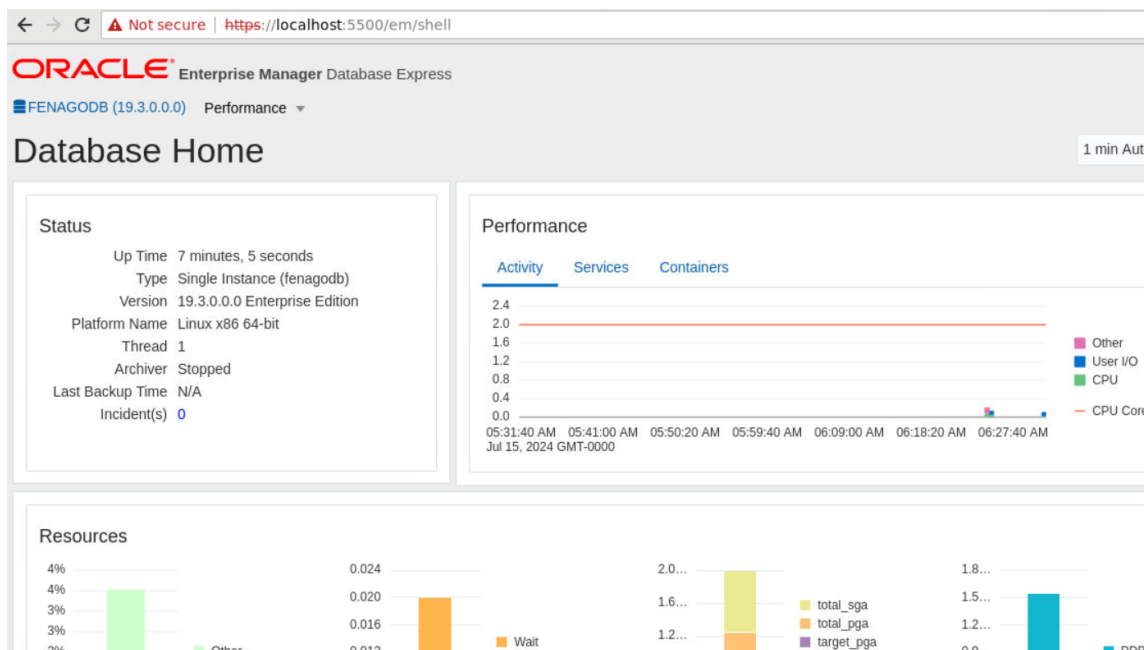 Not secure | https://localhost:5500/em/shell
ORACLE Enterprise Manager Database Express
FENAGODB (19.3.0.0.0) Performance
Database Home
1 min Aut
Status
Up Time 7 minutes, 5 seconds
Type Single Instance (fenagodb)
Version 19.3.0.0.0 Enterprise Edition
Platform Name Linux x86 64-bit
Thread 1
Archiver Stopped
Last Backup Time N/A
Incident(s) 0
Performance
Activity Services Containers
2.4
2.0
1.6
1.2
0.8
0.4
0.0
05:31:40 AM 05:41:00 AM 05:50:20 AM 05:59:40 AM 06:09:00 AM 06:18:20 AM 06:27:40 AM
Jul 15, 2024 GMT-0000
Other
User I/O
CPU
CPU Core
Resources
4%
4%
3%
3%
Other
0.024
0.020
0.016
0.012
Wait
2.0...
1.6...
1.2...
total_sga
total_pga
target_pga
1.8...
1.5...
1.2...